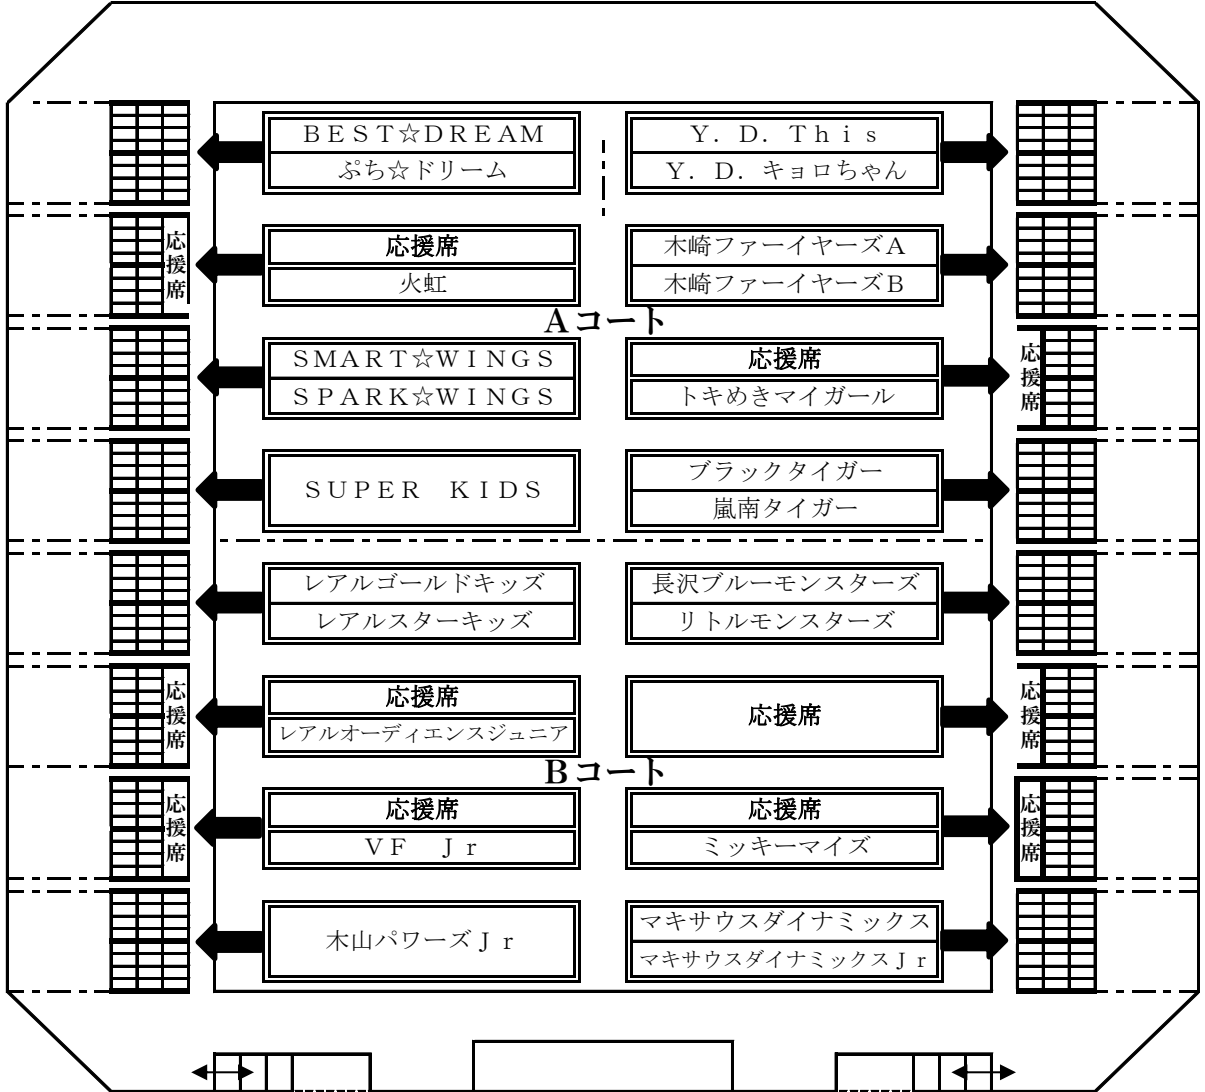 ＢＥＳＴ☆ＤＲＥＡＭ
ぷち☆ドリーム
Ｙ．Ｄ．Ｔｈｉｓ
Ｙ．Ｄ．キョロちゃん
応援席
応援席
火虹
木崎ファーイヤーズＡ
木崎ファーイヤーズＢ
Ａコート
ＳＭＡＲＴ☆ＷＩＮＧＳ
ＳＰＡＲＫ☆ＷＩＮＧＳ
応援席
トキめきマイガール
応援席
ＳＵＰＥＲ　ＫＩＤＳ
ブラックタイガー
嵐南タイガー
レアルゴールドキッズ
レアルスターキッズ
長沢ブルーモンスターズ
リトルモンスターズ
応援席
応援席
レアルオーディエンスジュニア
応援席
応援席
Ｂコート
応援席
応援席
ＶＦ　Ｊｒ
応援席
ミッキーマイズ
応援席
木山パワーズＪｒ
マキサウスダイナミックス
マキサウスダイナミックスＪｒ